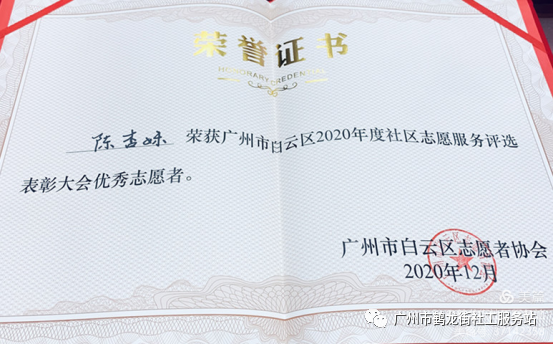 荣誉证书
HONORARY CREDENTIAL
陈杏妹 荣获广州市白云区2020年度社区志愿服务评选
表彰大会优秀志愿者。
广州市白云区志愿者协会
2020年12月
广州市鹤龙街社工服务站